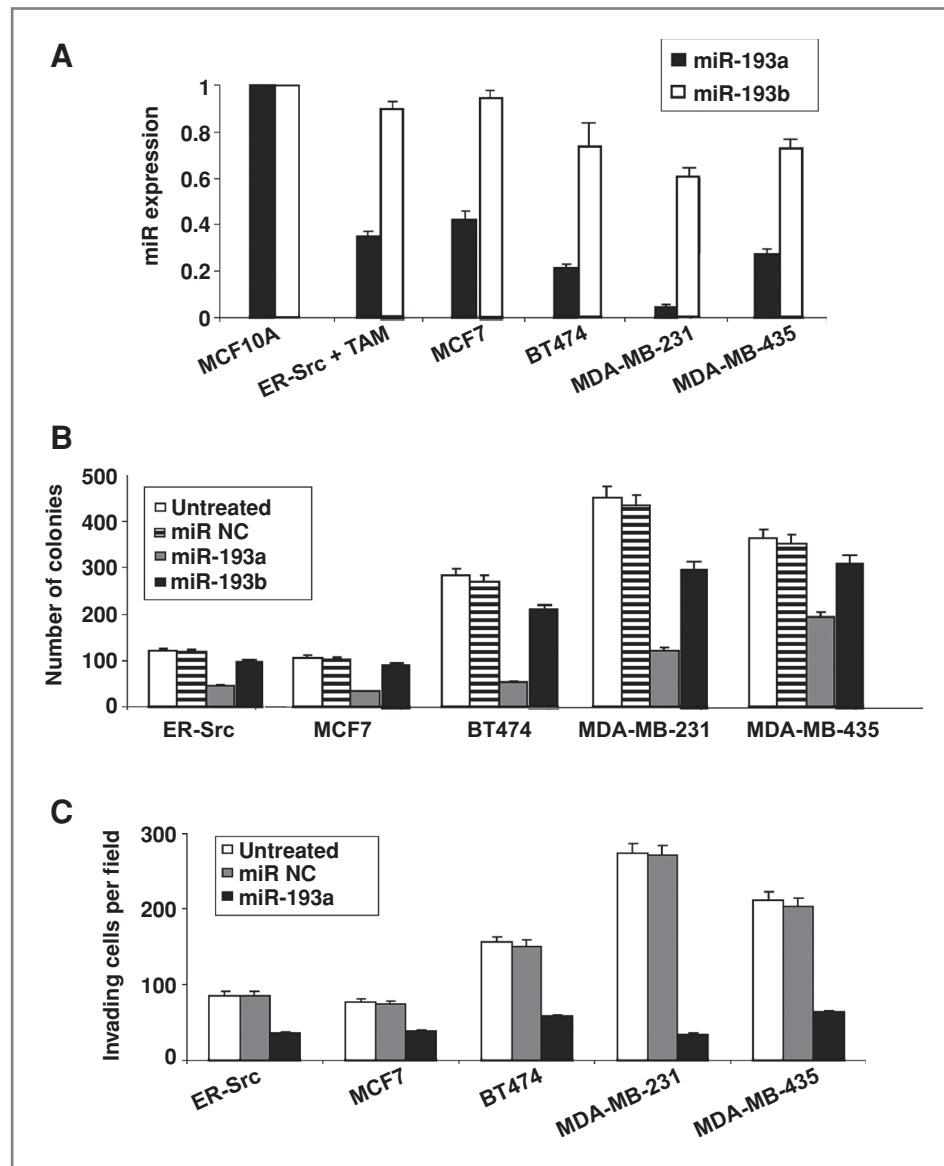 A
miR-193a
miR-193b
miR expression
1
0.8
0.6
0.4
0.2
0
MCF10A
ER-Src + TAM
MCF7
BT474
MDA-MB-231
MDA-MB-435
B
Number of colonies
500
400
300
200
100
0
Untreated
miR NC
miR-193a
miR-193b
ER-Src
MCF7
BT474
MDA-MB-231
MDA-MB-435
C
Invading cells per field
300
200
100
0
Untreated
miR NC
miR-193a
ER-Src
MCF7
BT474
MDA-MB-231
MDA-MB-435